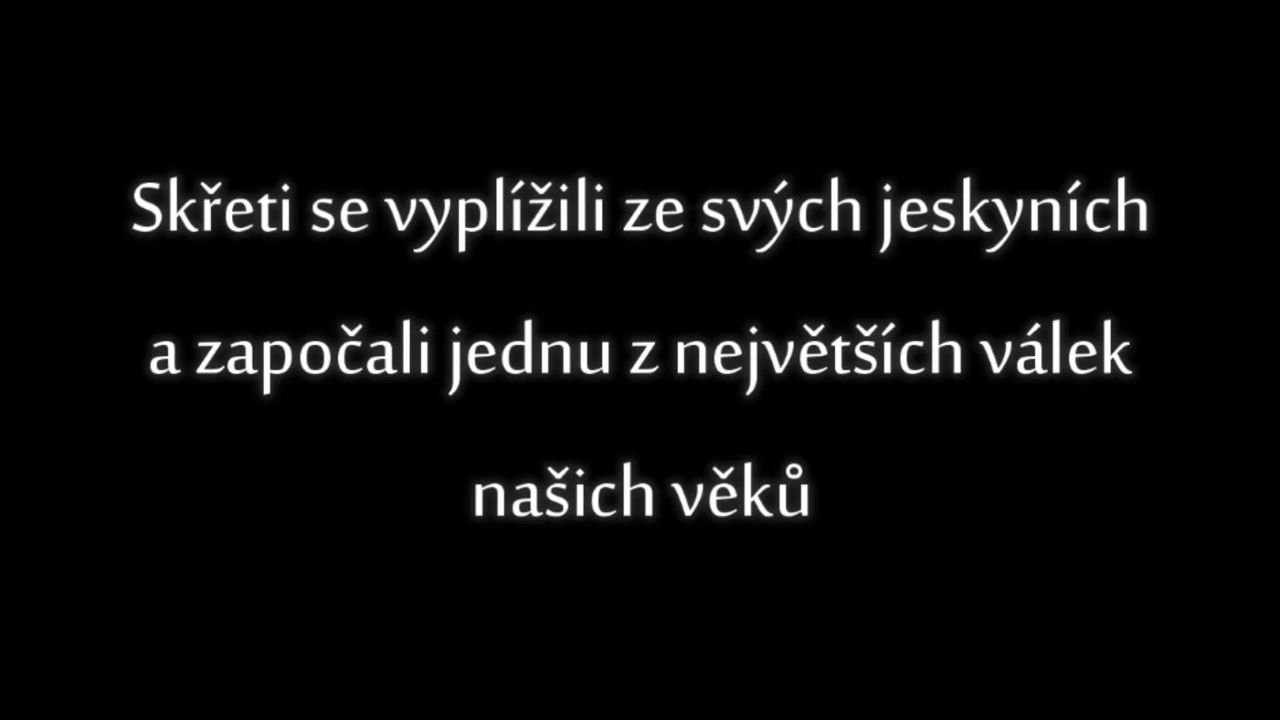 Skřeti se vyplížili ze svých jeskyních
a započali jednu z největších válek
našich věků